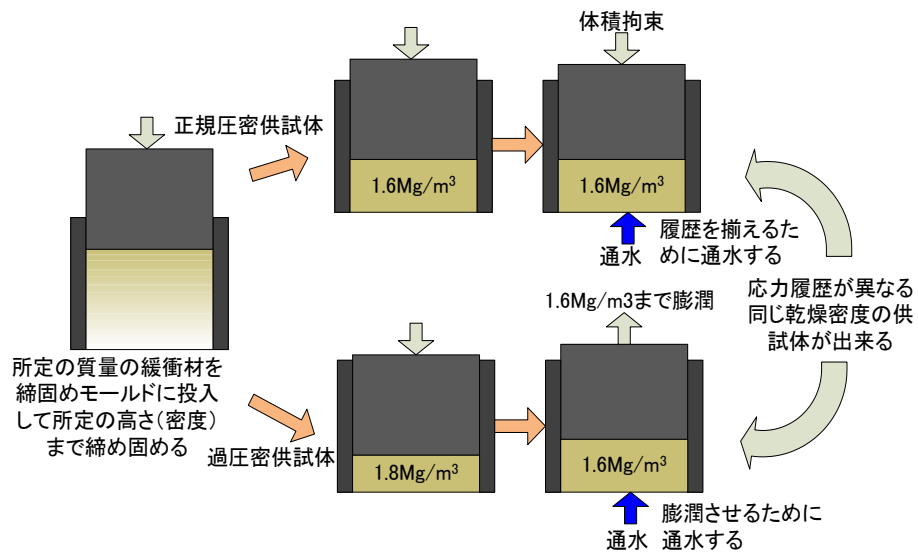 体積拘束
正規圧密供試体
1.6Mg/m³
1.6Mg/m³
通水
履歴を揃えるた
めに通水する
所定の質量の緩衝材を
締固めモールドに投入
して所定の高さ(密度)
まで締め固める
1.6Mg/m3まで膨潤
応力履歴が異なる
同じ乾燥密度の供
試体が出来る
過圧密供試体
1.8Mg/m³
1.6Mg/m³
通水
膨潤させるために
通水する